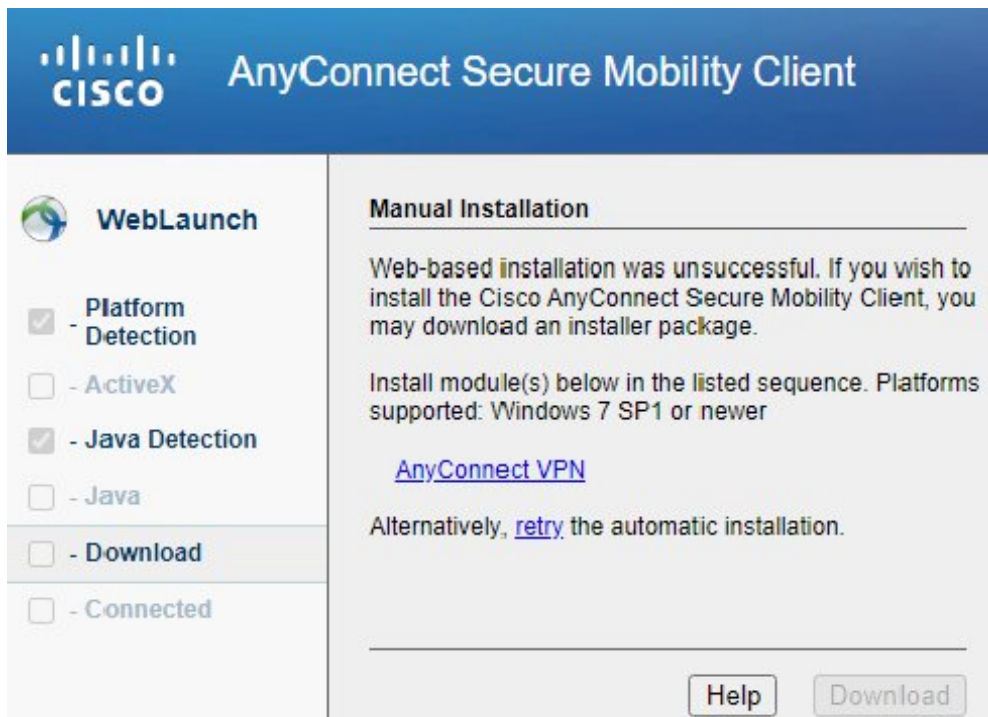 CISCO
AnyConnect Secure Mobility Client
WebLaunch
- Platform
Detection
- ActiveX
- Java Detection
- Java
- Download
- Connected
Manual Installation
Web-based installation was unsuccessful. If you wish to
install the Cisco AnyConnect Secure Mobility Client, you
may download an installer package.
Install module(s) below in the listed sequence. Platforms
supported: Windows 7 SP1 or newer
AnyConnect VPN
Alternatively, retry the automatic installation.
Help
Download